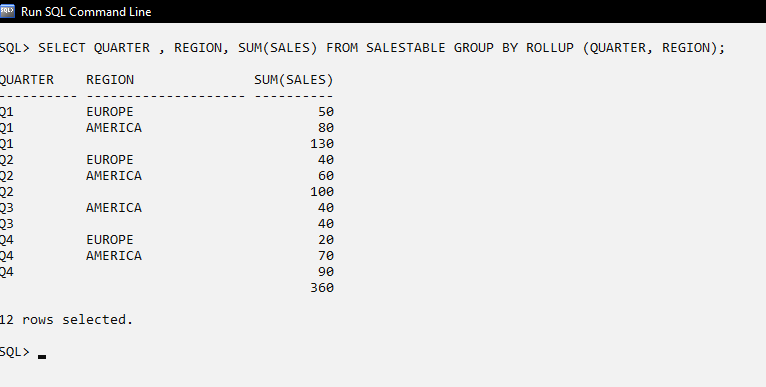 Run SQL Command Line
SQL> SELECT QUARTER , REGION, SUM(SALES) FROM SALESTABLE GROUP BY ROLLUP (QUARTER, REGION);
QUARTER    REGION               SUM(SALES)
---------- -------------------- ----------
Q1         EUROPE                       50
Q1         AMERICA                      80
Q1                                     130
Q2         EUROPE                       40
Q2         AMERICA                      60
Q2                                     100
Q3         AMERICA                      40
Q3                                      40
Q4         EUROPE                       20
Q4         AMERICA                      70
Q4                                      90
                                       360
12 rows selected.
SQL>